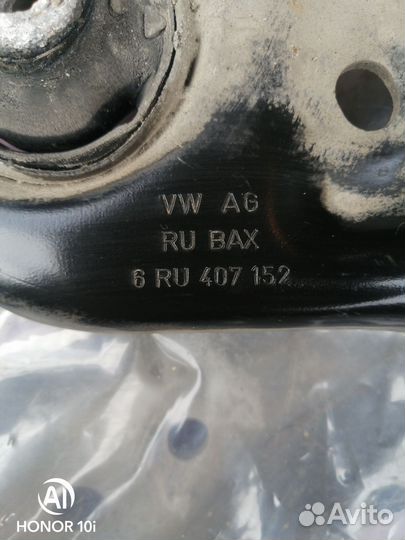 VW AG
RU BAX
6 RU 407 152
AI
HONOR 10i
Avito